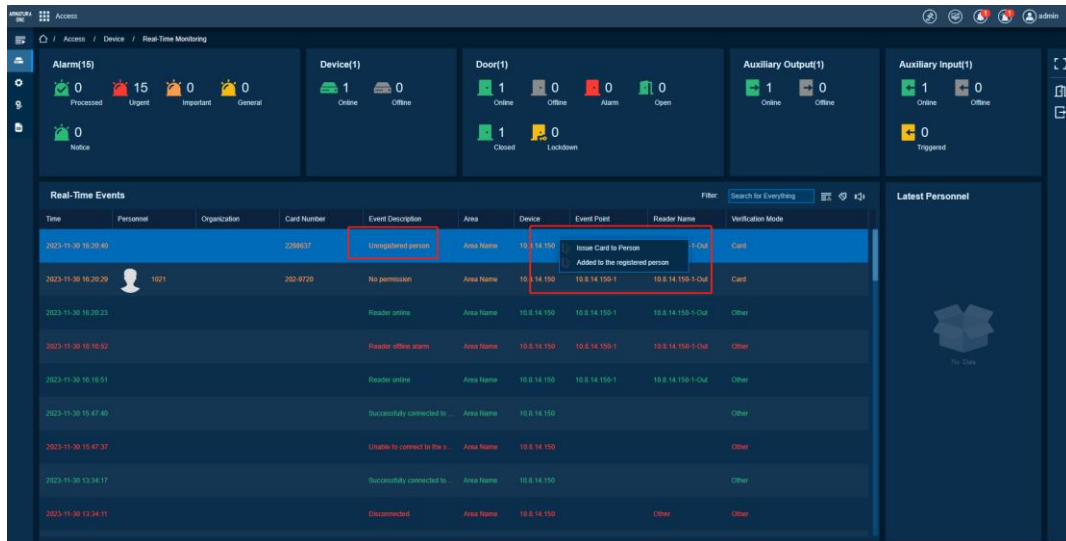 ARMATURA ONE Access admin
/ Access / Device / Real-Time Monitoring
Alarm(15)
0 Processed
15 Urgent
0 Important
0 General
0 Notice
Device(1)
1 Online
0 Offline
Door(1)
1 Online
0 Offline
0 Alarm
0 Open
1 Closed
0 Lockdown
Auxiliary Output(1)
1 Online
0 Offline
Auxiliary Input(1)
1 Online
0 Offline
0 Triggered
Real-Time Events Filter: Search for Everything
Time Personnel Organization Card Number Event Description Area Device Event Point Reader Name Verification Mode
2023-11-30 16:20:40 2268637 Unregistered person Area Name 10.8.14.150 1-Out Card
Issue Card to Person
Added to the registered person
2023-11-30 16:20:29 1021 202-9720 No permission Area Name 10.8.14.150 10.8.14.150-1 10.8.14.150-1-Out Card
2023-11-30 16:20:23 Reader online Area Name 10.8.14.150 10.8.14.150-1 10.8.14.150-1-Out Other
2023-11-30 16:16:52 Reader offline alarm Area Name 10.8.14.150 10.8.14.150-1 10.8.14.150-1-Out Other
2023-11-30 16:16:51 Reader online Area Name 10.8.14.150 10.8.14.150-1 10.8.14.150-1-Out Other
2023-11-30 15:47:40 Successfully connected to ... Area Name 10.8.14.150 Other
2023-11-30 15:47:37 Unable to connect to the s... Area Name 10.8.14.150 Other
2023-11-30 13:34:17 Successfully connected to ... Area Name 10.8.14.150 Other
2023-11-30 13:34:11 Disconnected Area Name 10.8.14.150 Other Other
Latest Personnel
No Data